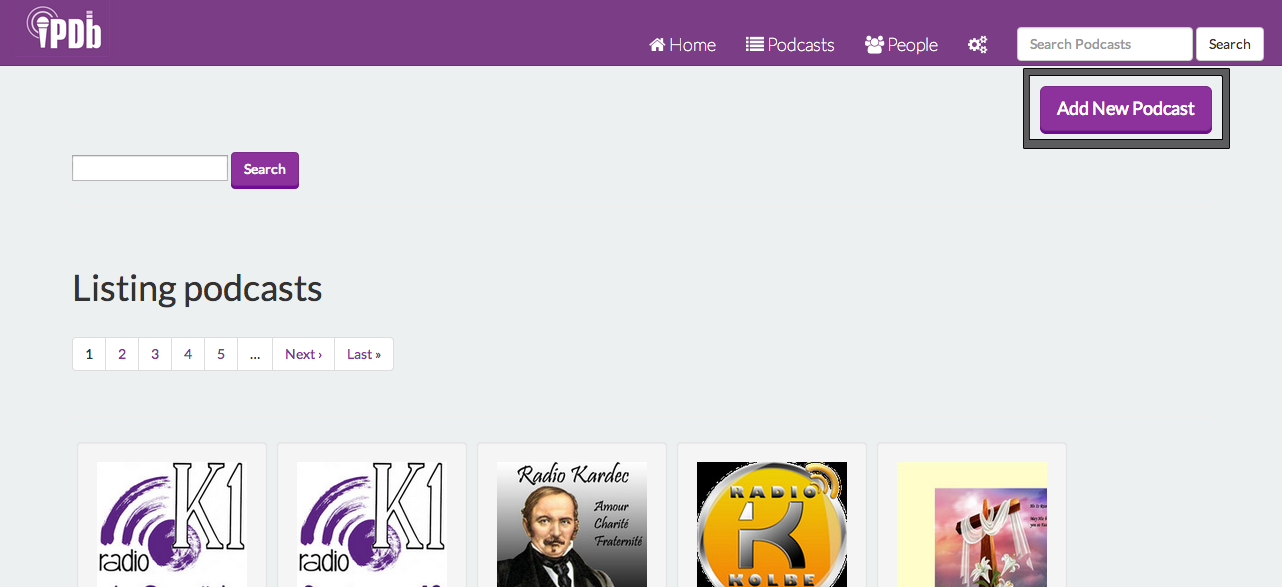 iPDb
Home
Podcasts
People
Search Podcasts
Search
Add New Podcast
Search
Listing podcasts
1 2 3 4 5 ... Next › Last »
K1
radio
K1
radio
Radio Kardec
Amour
Charité
Fraternité
RADIO
K
KOLBE